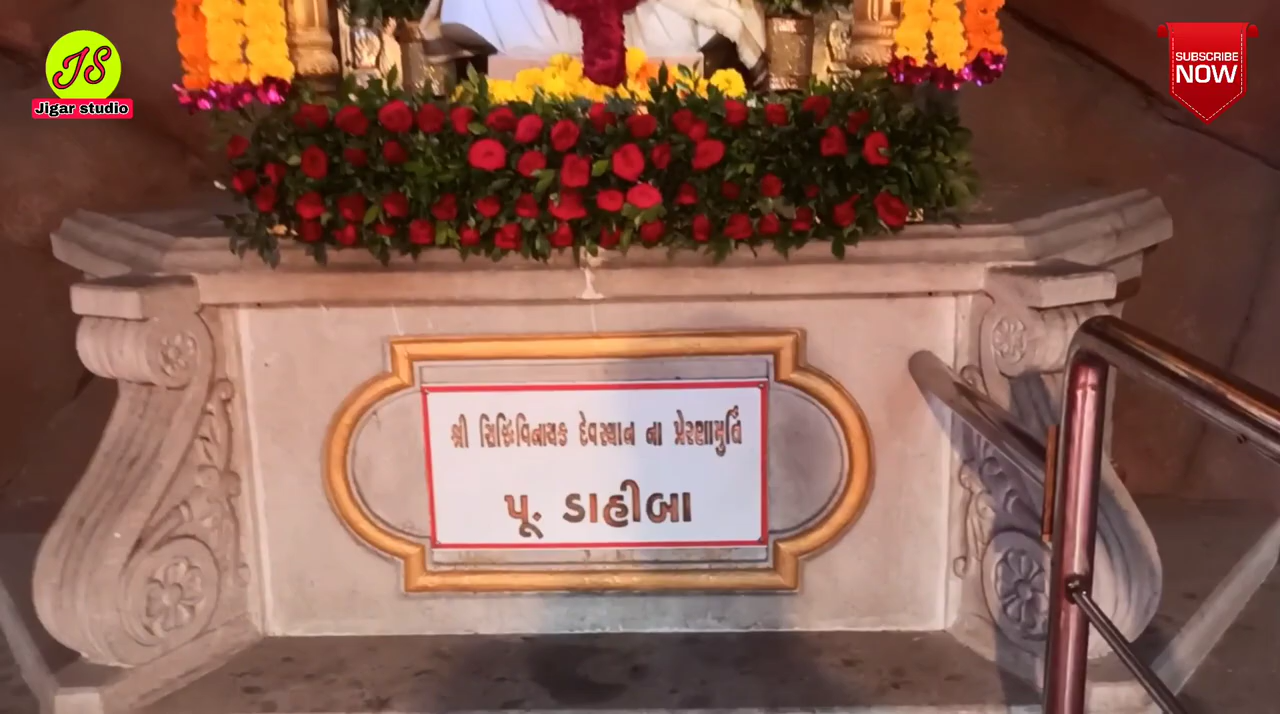 JS
Jigar studio
SUBSCRIBE
NOW
શ્રી સિધ્ધિવિનાયક દેવસ્થાન ના પ્રેરણામુર્તિ
પૂ. ડાહીબા